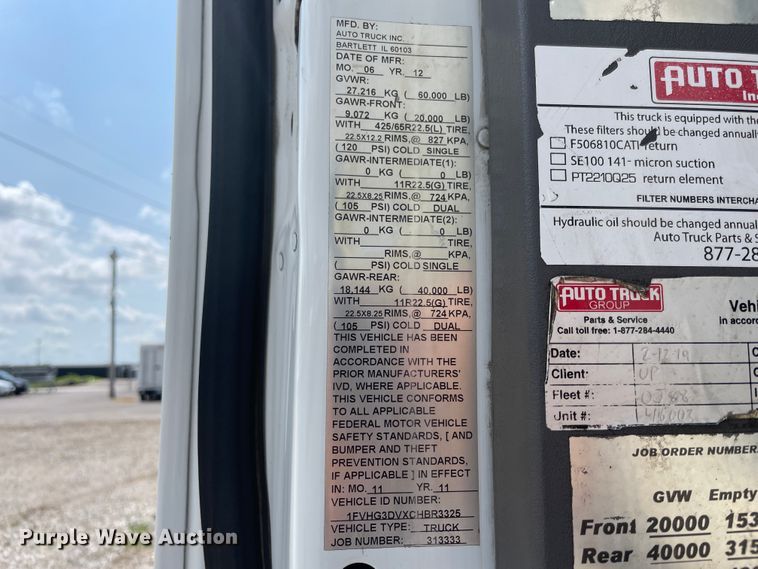 MFD. BY:
AUTO TRUCK INC.
BARTLETT IL 60103
DATE OF MFR:
MO. 06 YR. 12
GVWR:
27,216 KG ( 60,000 LB)
GAWR-FRONT:
9,072 KG ( 20,000 LB)
WITH 425/65R22.5(L) TIRE,
22.5X12.2 RIMS,@ 827 KPA
(120 PSI) COLD SINGLE
GAWR-INTERMEDIATE(1):
0 KG ( 0 LB)
WITH 11R22.5(G) TIRE,
22.5X8.25 RIMS,@ 724 KPA,
( 105 PSI) COLD DUAL
GAWR-INTERMEDIATE(2):
0 KG ( 0 LB)
WITH TIRE,
RIMS,@ KPA,
( PSI) COLD SINGLE
GAWR-REAR:
18,144 KG ( 40,000 LB)
WITH 11R22.5(G) TIRE,
22.5X8.25 RIMS,@ 724 KPA,
( 105 PSI) COLD DUAL
THIS VEHICLE HAS BEEN
COMPLETED IN
ACCORDANCE WITH THE
PRIOR MANUFACTURERS'
IVD, WHERE APPLICABLE.
THIS VEHICLE CONFORMS
TO ALL APPLICABLE
FEDERAL MOTOR VEHICLE
SAFETY STANDARDS, [ AND
BUMPER AND THEFT
PREVENTION STANDARDS,
IF APPLICABLE ] IN EFFECT
IN: MO. 11 YR. 11
VEHICLE ID NUMBER:
1FVHG3DVXCHBR3325
VEHICLE TYPE: TRUCK
JOB NUMBER: 313333
AUTO TRUCK
Inc
This truck is equipped with the
These filters should be changed annually
F506810CATI return
SE100 141- micron suction
PT2210Q25 return element
FILTER NUMBERS INTERCHA
Hydraulic oil should be changed annual
Auto Truck Parts & S
877-28
AUTO TRUCK
GROUP
Parts & Service
Call toll free: 1-877-284-4440
Vehi
In accor
Date: 2-12-19
Client: UP
Fleet #:
Unit #:
JOB ORDER NUMBER
GVW Empty
Front 20000 153
Rear 40000 315
Purple Wave Auction